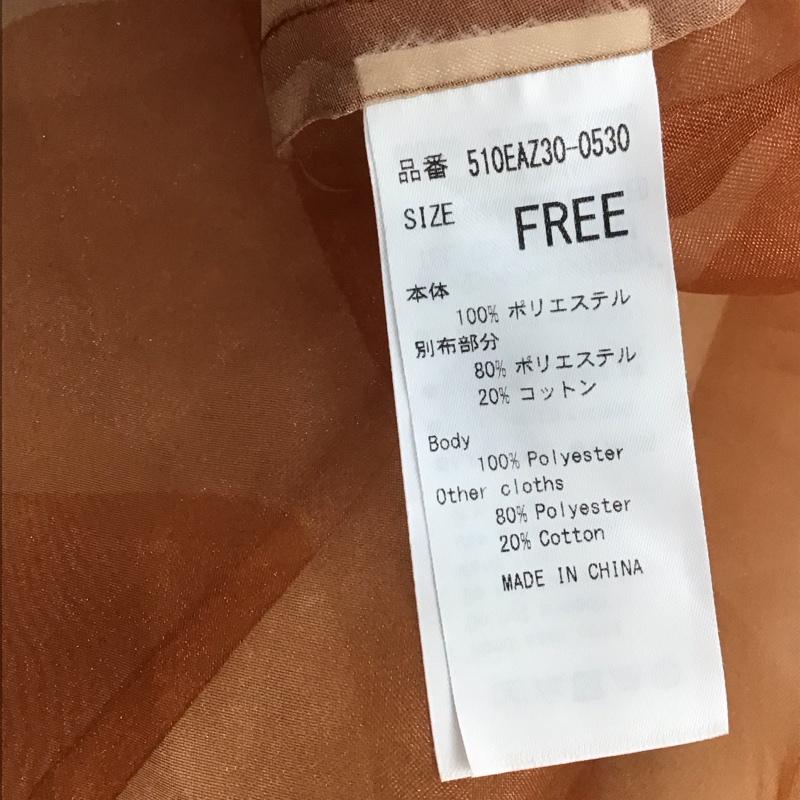 品番 510EAZ30-0530
SIZE FREE
本体
100% ポリエステル
別布部分
80% ポリエステル
20% コットン
Body
100% Polyester
Other cloths
80% Polyester
20% Cotton
MADE IN CHINA